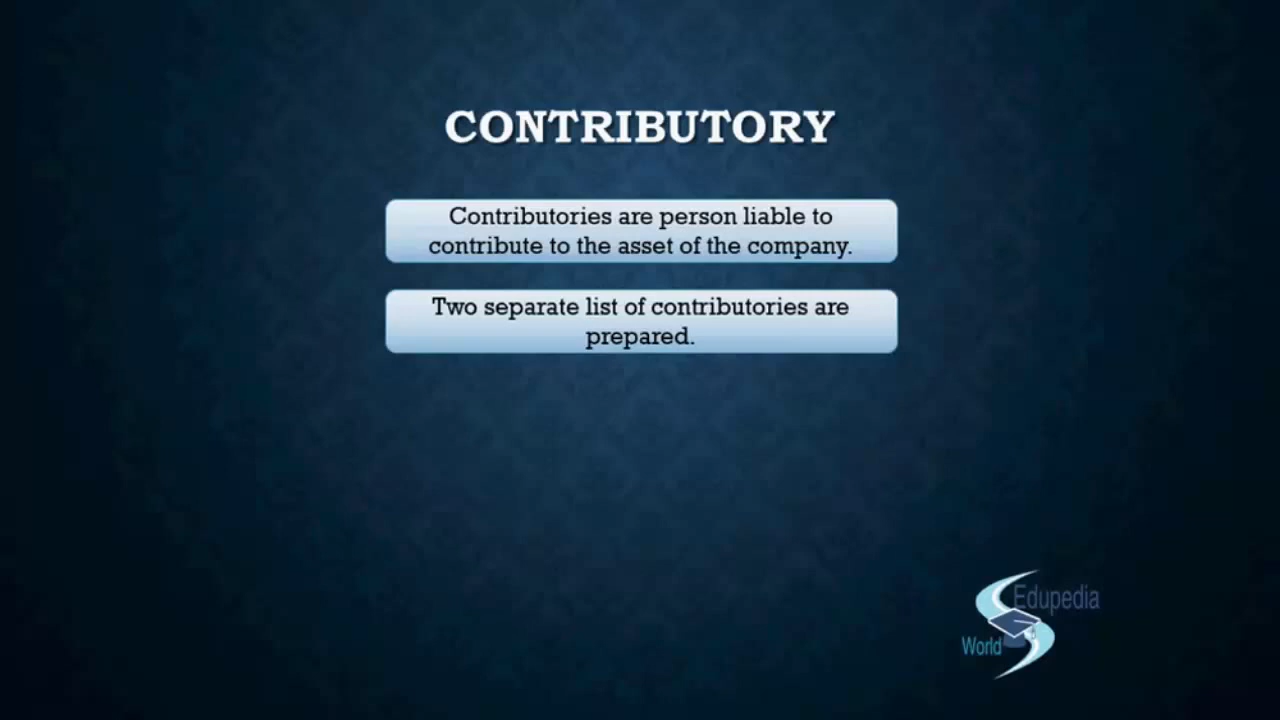 CONTRIBUTORY
Contributories are person liable to
contribute to the asset of the company.
Two separate list of contributories are
prepared.
Edupedia
World